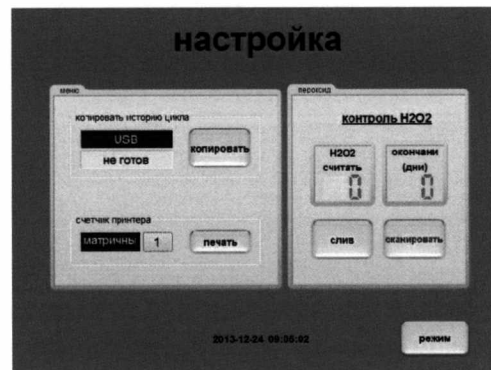 настройка
меню
копировать историю цикла
USB
не готов
копировать
счетчик принтера
матричны
1
печать
пероксид
контроль H2O2
H2O2
считать
0
окончани
(дни)
0
слив
сканировать
2013-12-24 09:35:02
режим